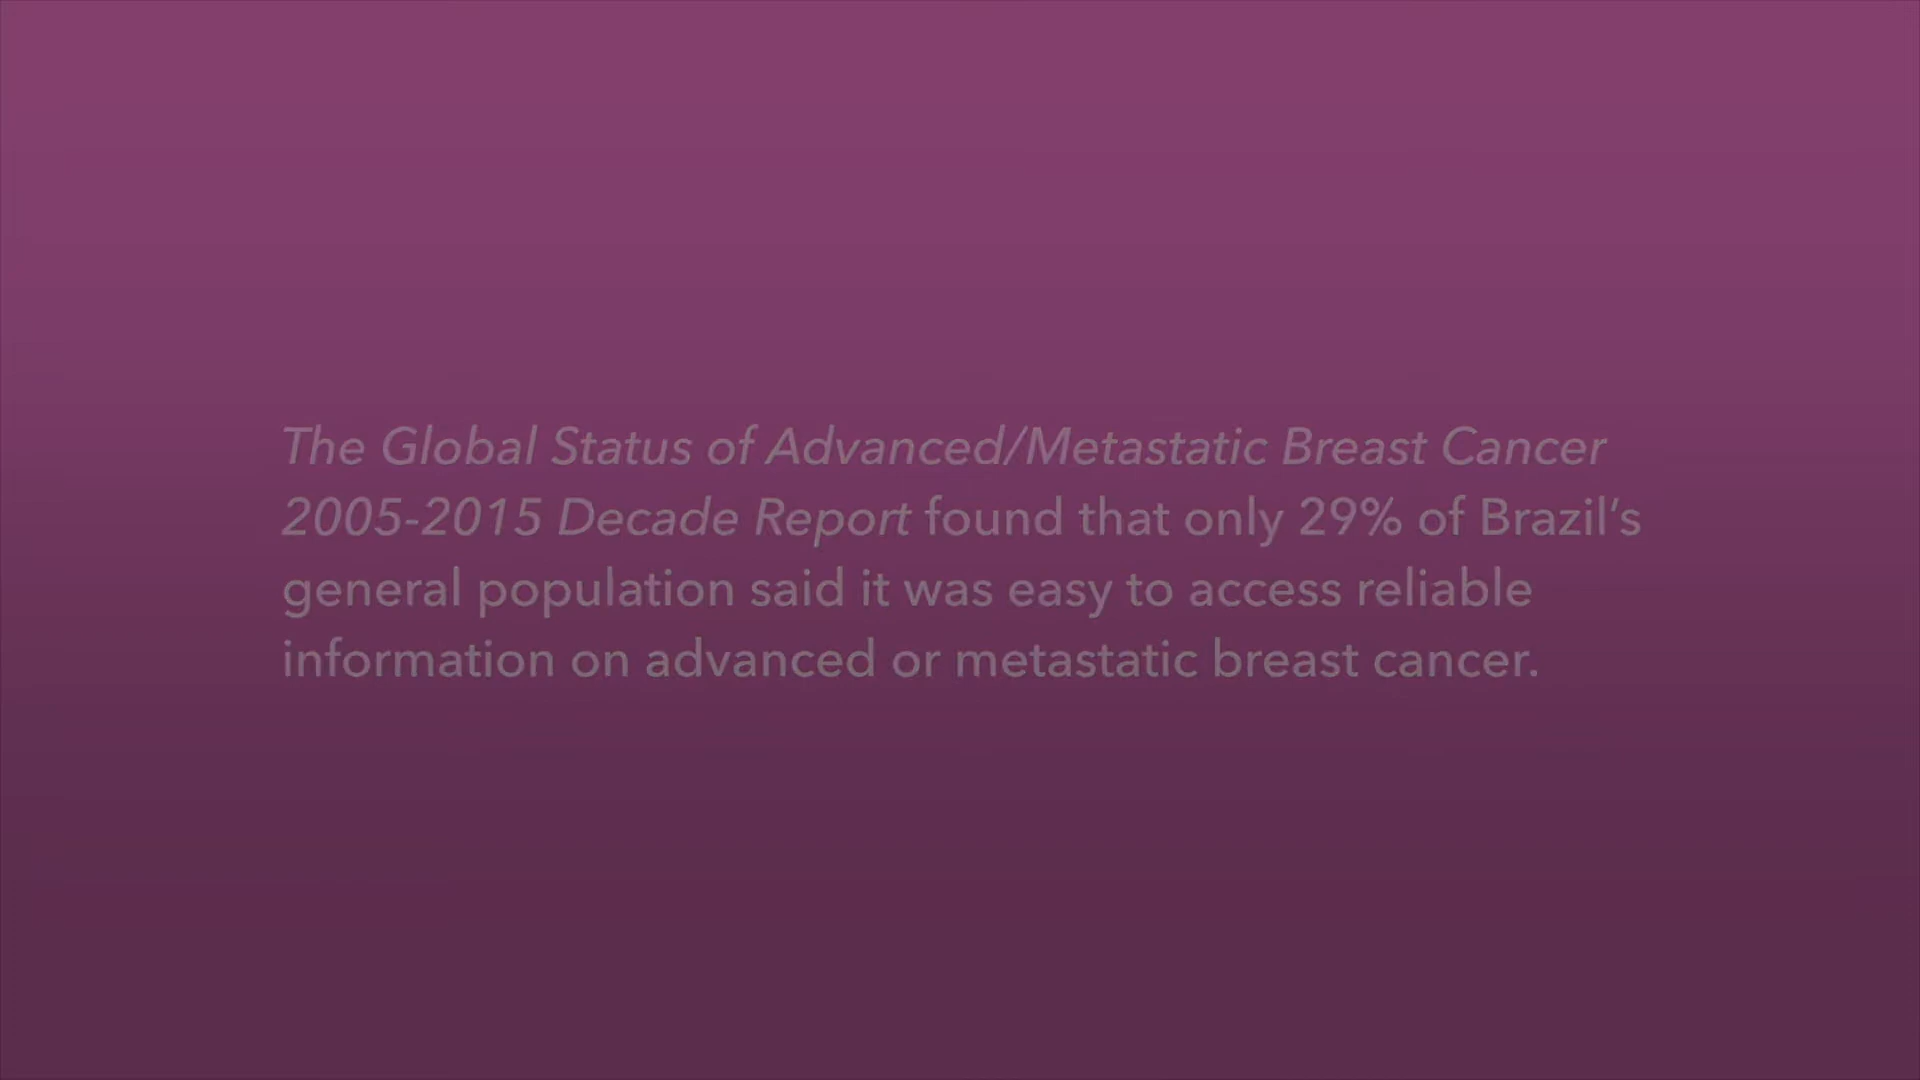 The Global Status of Advanced/Metastatic Breast Cancer
2005-2015 Decade Report found that only 29% of Brazil’s
general population said it was easy to access reliable
information on advanced or metastatic breast cancer.